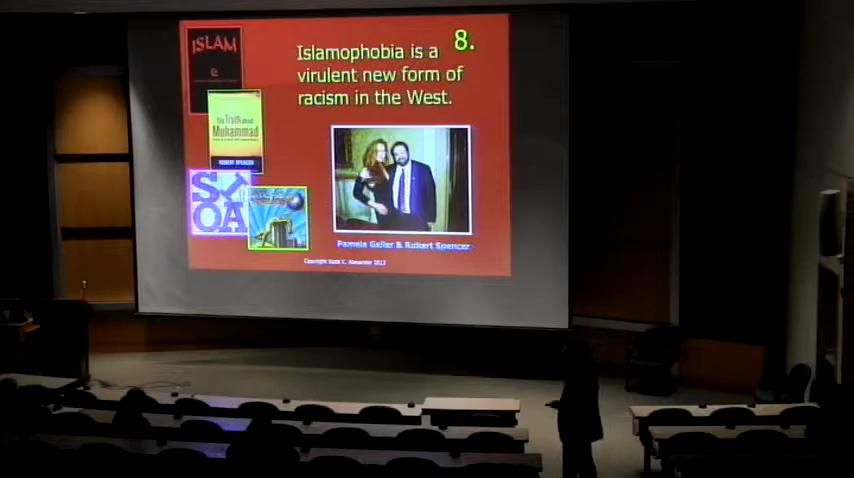 ISLAM
The Truth about
Muhammad
ROBERT SPENCER
SIOA
8.
Islamophobia is a
virulent new form of
racism in the West.
Pamela Geller & Robert Spencer